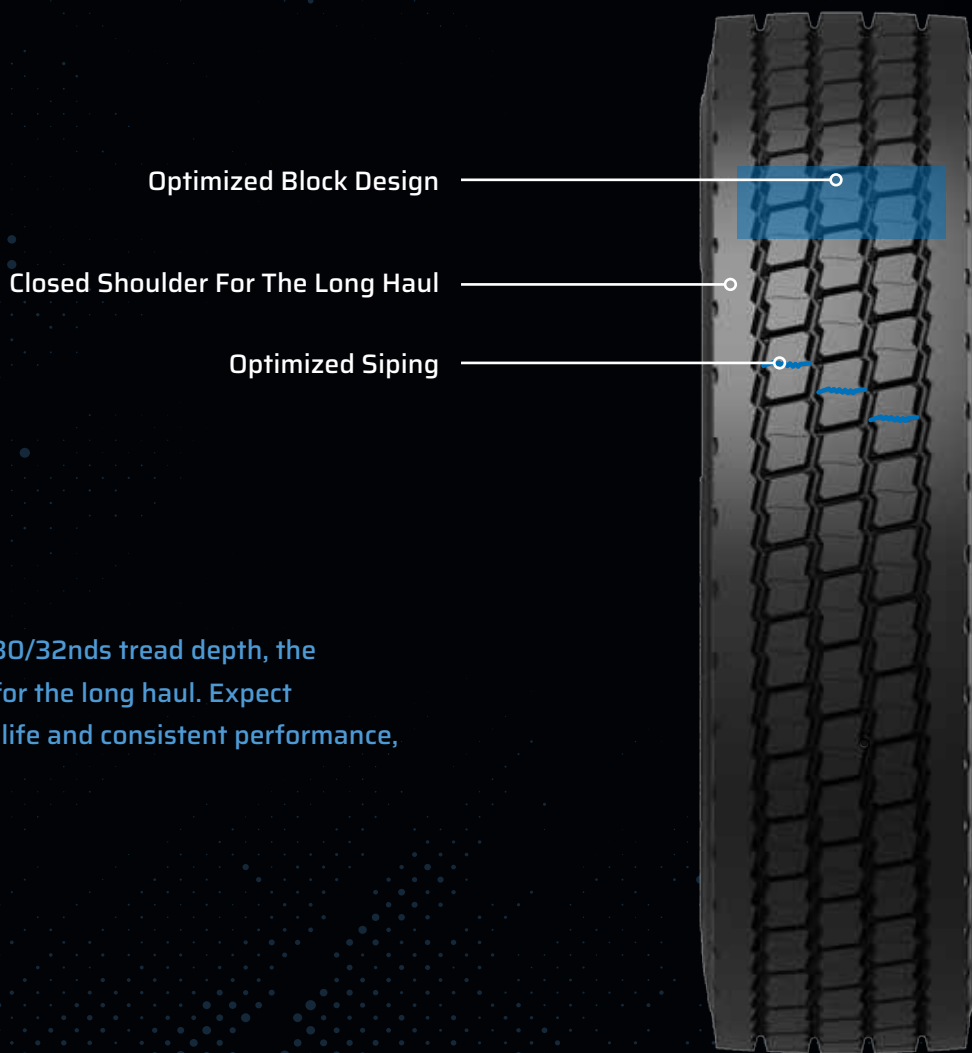 Optimized Block Design
Closed Shoulder For The Long Haul
Optimized Siping
30/32nds tread depth, the
for the long haul. Expect
life and consistent performance,